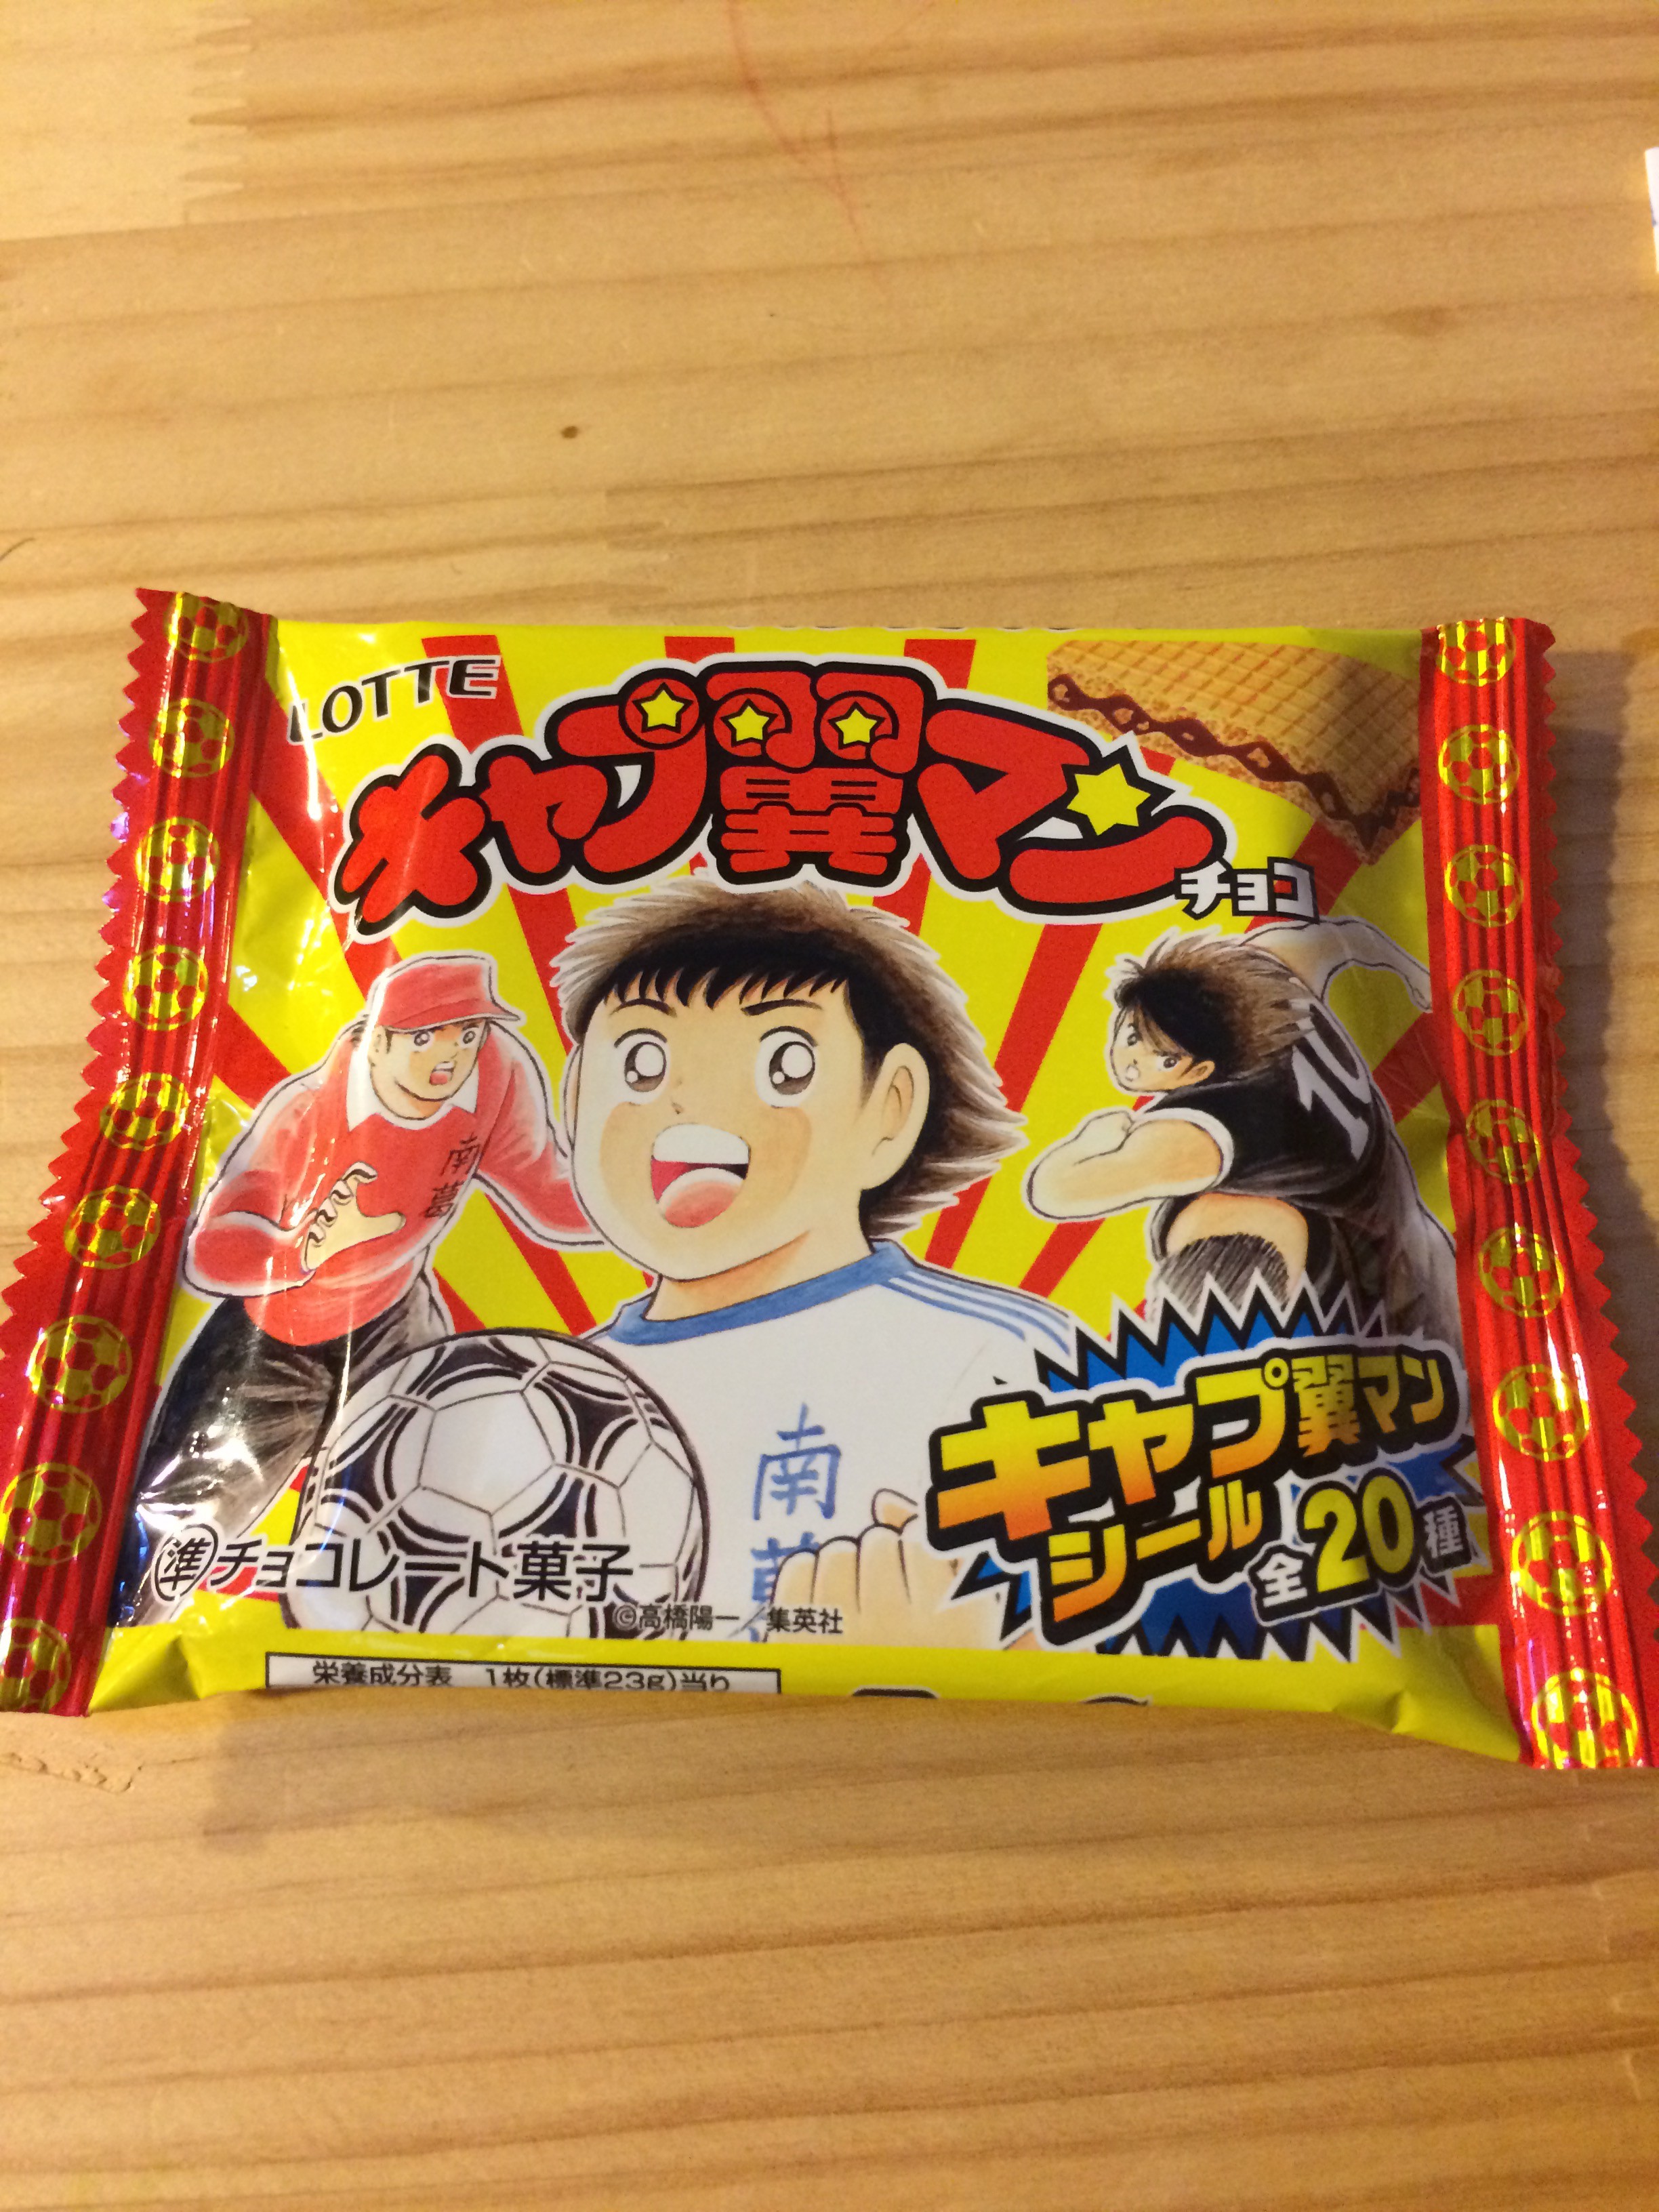 LOTTE
キャプ翼マン
チョコ
南葛
10
南
キャプ翼マン
シール
全20種
準チョコレート菓子
©高橋陽一／集英社
栄養成分表 1枚(標準23g)当り